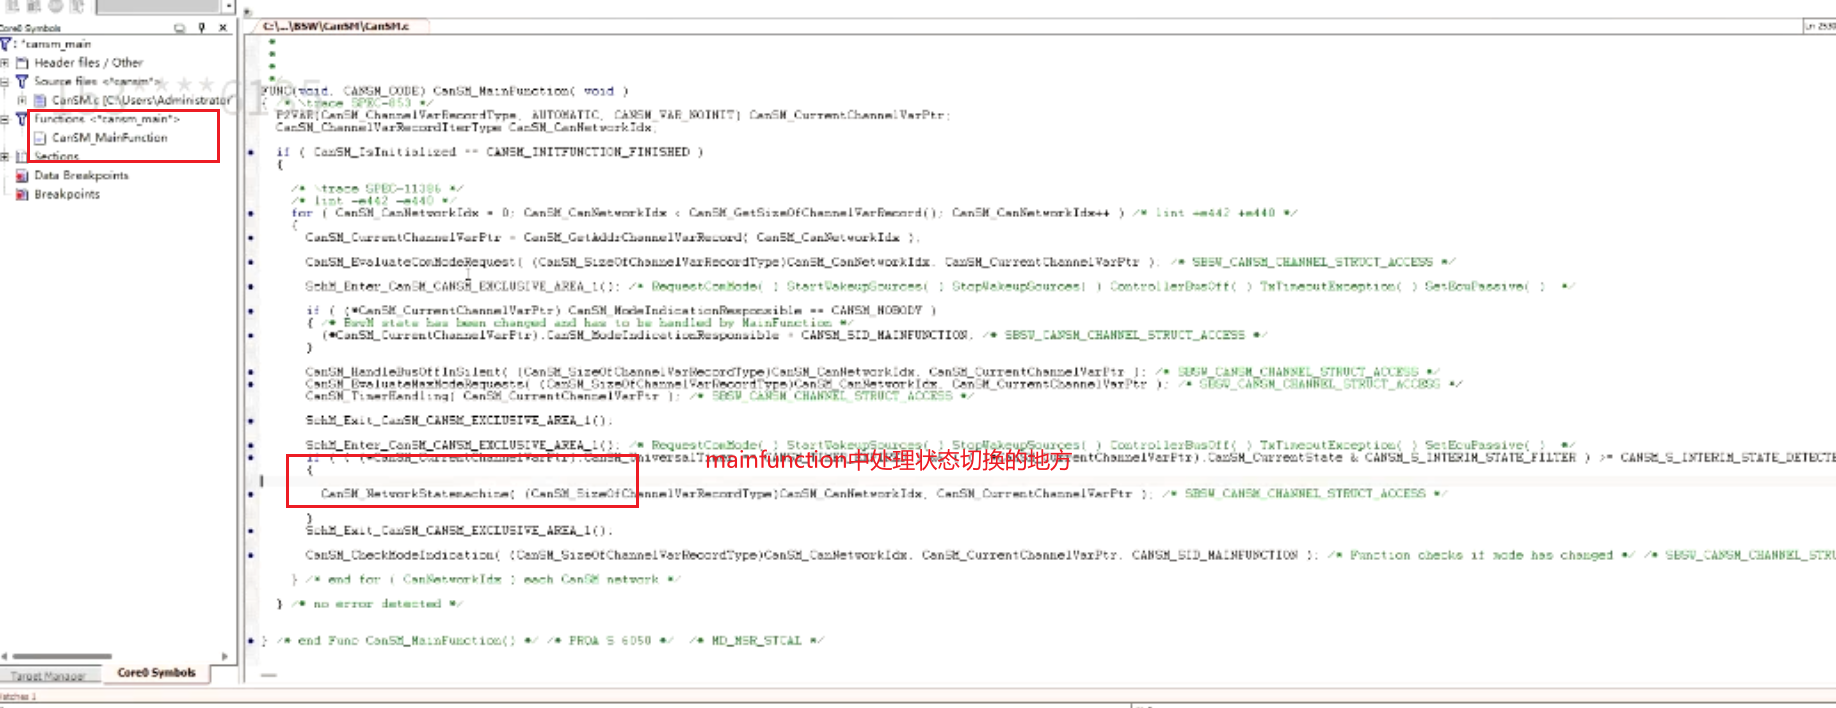 Core0 Symbols
: *cansm_main
Header files / Other
Source files <*cansm*>
CanSM.c [C:\Users\Administrator
functions <*cansm_main*>
CanSM_MainFunction
Sections
Data Breakpoints
Breakpoints
Target Manager
Core0 Symbols
C:\...\BSW\CanSM\CanSM.c
*
*
*
*
FUNC(void, CANSM_CODE) CanSM_MainFunction( void )
{ /* \trace SPEC-853 */
P2VAR(CanSM_ChannelVarRecordType, AUTOMATIC, CANSM_VAR_NOINIT) CanSM_CurrentChannelVarPtr;
CanSM_ChannelVarRecordIterType CanSM_CanNetworkIdx;
if ( CanSM_IsInitialized == CANSM_INITFUNCTION_FINISHED )
{
/* \trace SPEC-11386 */
/* lint -e442 -e440 */
for ( CanSM_CanNetworkIdx = 0; CanSM_CanNetworkIdx < CanSM_GetSizeOfChannelVarRecord(); CanSM_CanNetworkIdx++ ) /* lint +e442 +e440 */
{
CanSM_CurrentChannelVarPtr = CanSM_GetAddrChannelVarRecord( CanSM_CanNetworkIdx );
CanSM_EvaluateComModeRequest( (CanSM_SizeOfChannelVarRecordType)CanSM_CanNetworkIdx, CanSM_CurrentChannelVarPtr ); /* SBSW_CANSM_CHANNEL_STRUCT_ACCESS */
SchM_Enter_CanSM_CANSM_EXCLUSIVE_AREA_1(); /* RequestComMode( ) StartWakeupSources( ) StopWakeupSources( ) ControllerBusOff( ) TxTimeoutException( ) SetEcuPassive( ) */
if ( (*CanSM_CurrentChannelVarPtr).CanSM_ModeIndicationResponsible == CANSM_NOBODY )
{ /* BswM state has been changed and has to be handled by MainFunction */
(*CanSM_CurrentChannelVarPtr).CanSM_ModeIndicationResponsible = CANSM_SID_MAINFUNCTION; /* SBSW_CANSM_CHANNEL_STRUCT_ACCESS */
}
CanSM_HandleBusOffInSilent( (CanSM_SizeOfChannelVarRecordType)CanSM_CanNetworkIdx, CanSM_CurrentChannelVarPtr ); /* SBSW_CANSM_CHANNEL_STRUCT_ACCESS */
CanSM_EvaluateMaxModeRequests( (CanSM_SizeOfChannelVarRecordType)CanSM_CanNetworkIdx, CanSM_CurrentChannelVarPtr ); /* SBSW_CANSM_CHANNEL_STRUCT_ACCESS */
CanSM_TimerHandling( CanSM_CurrentChannelVarPtr ); /* SBSW_CANSM_CHANNEL_STRUCT_ACCESS */
SchM_Exit_CanSM_CANSM_EXCLUSIVE_AREA_1();
SchM_Enter_CanSM_CANSM_EXCLUSIVE_AREA_1(); /* RequestComMode( ) StartWakeupSources( ) StopWakeupSources( ) ControllerBusOff( ) TxTimeoutException( ) SetEcuPassive( ) */
if ( ( (*CanSM_CurrentChannelVarPtr).CanSM_UniversalTimer CurrentChannelVarPtr).CanSM_CurrentState & CANSM_S_INTERIM_STATE_FILTER ) >= CANSM_S_INTERIM_STATE_DETECTE
mainfunction中处理状态切换的地方
{
CanSM_NetworkStatemachine( (CanSM_SizeOfChannelVarRecordType)CanSM_CanNetworkIdx, CanSM_CurrentChannelVarPtr ); /* SBSW_CANSM_CHANNEL_STRUCT_ACCESS */
}
SchM_Exit_CanSM_CANSM_EXCLUSIVE_AREA_1();
CanSM_CheckModeIndication( (CanSM_SizeOfChannelVarRecordType)CanSM_CanNetworkIdx, CanSM_CurrentChannelVarPtr, CANSM_SID_MAINFUNCTION ); /* Function checks if mode has changed */ /* SBSW_CANSM_CHANNEL_STRU
} /* end for ( CanNetworkIdx ) each CanSM network */
} /* no error detected */
} /* end Func CanSM_MainFunction() */ /* PRQA S 6050 */ /* MD_MSR_STCAL */